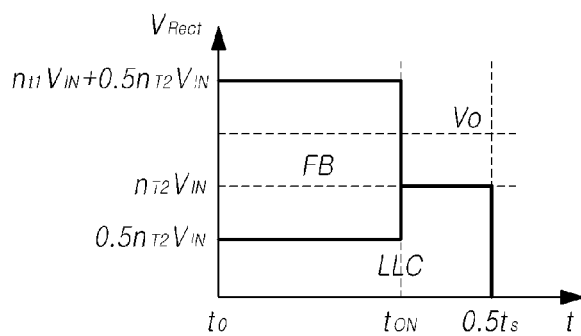 V_Rect
n_t1 V_IN+0.5n_T2 V_IN
Vo
FB
n_T2 V_IN
0.5n_T2 V_IN
LLC
t_0 t_ON 0.5t_s t